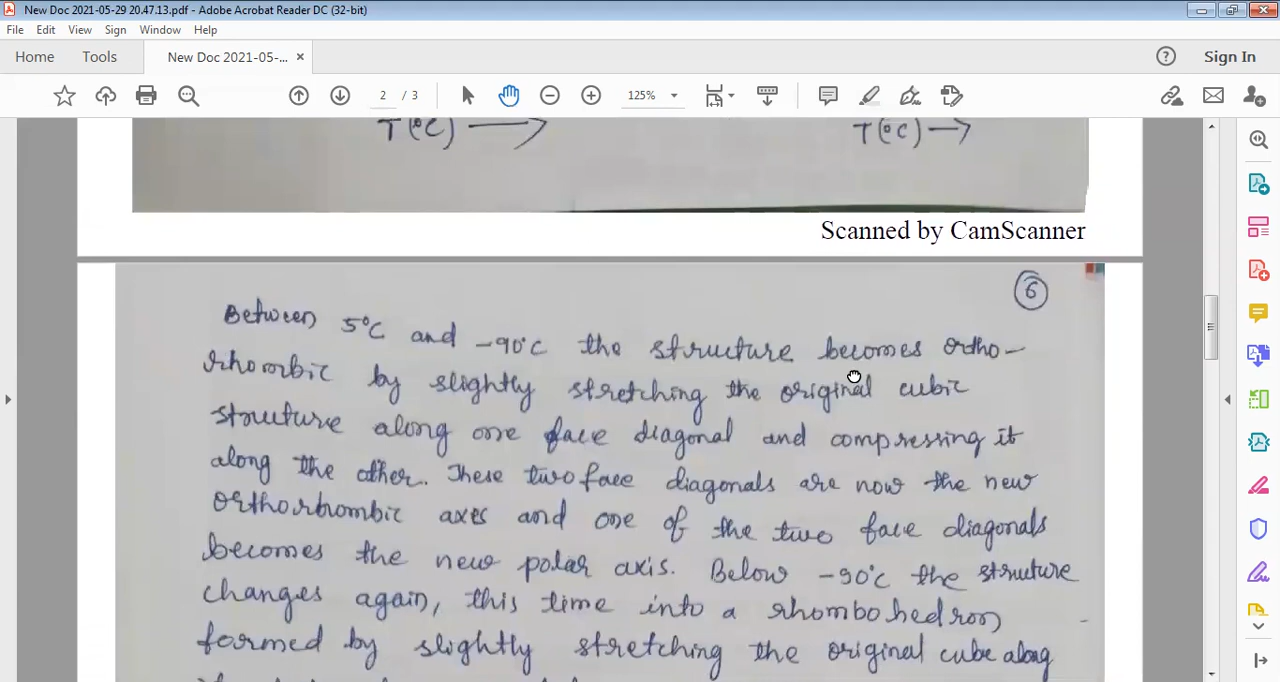 New Doc 2021-05-29 20.47.13.pdf - Adobe Acrobat Reader DC (32-bit)
File Edit View Sign Window Help
Home Tools New Doc 2021-05-... × Sign In
2 / 3 125%
T(°C) ⟶ T(°C) ⟶
Scanned by CamScanner
6
Between 5°C and -90°C the structure becomes ortho-
rhombic by slightly stretching the original cubic
struture along one face diagonal and compressing it
along the other. These two face diagonals are now the new
orthorhombic axes and one of the two face diagonals
becomes the new polar axis. Below -90°C the struture
changes again, this time into a rhombohedron
formed by slightly stretching the original cube along